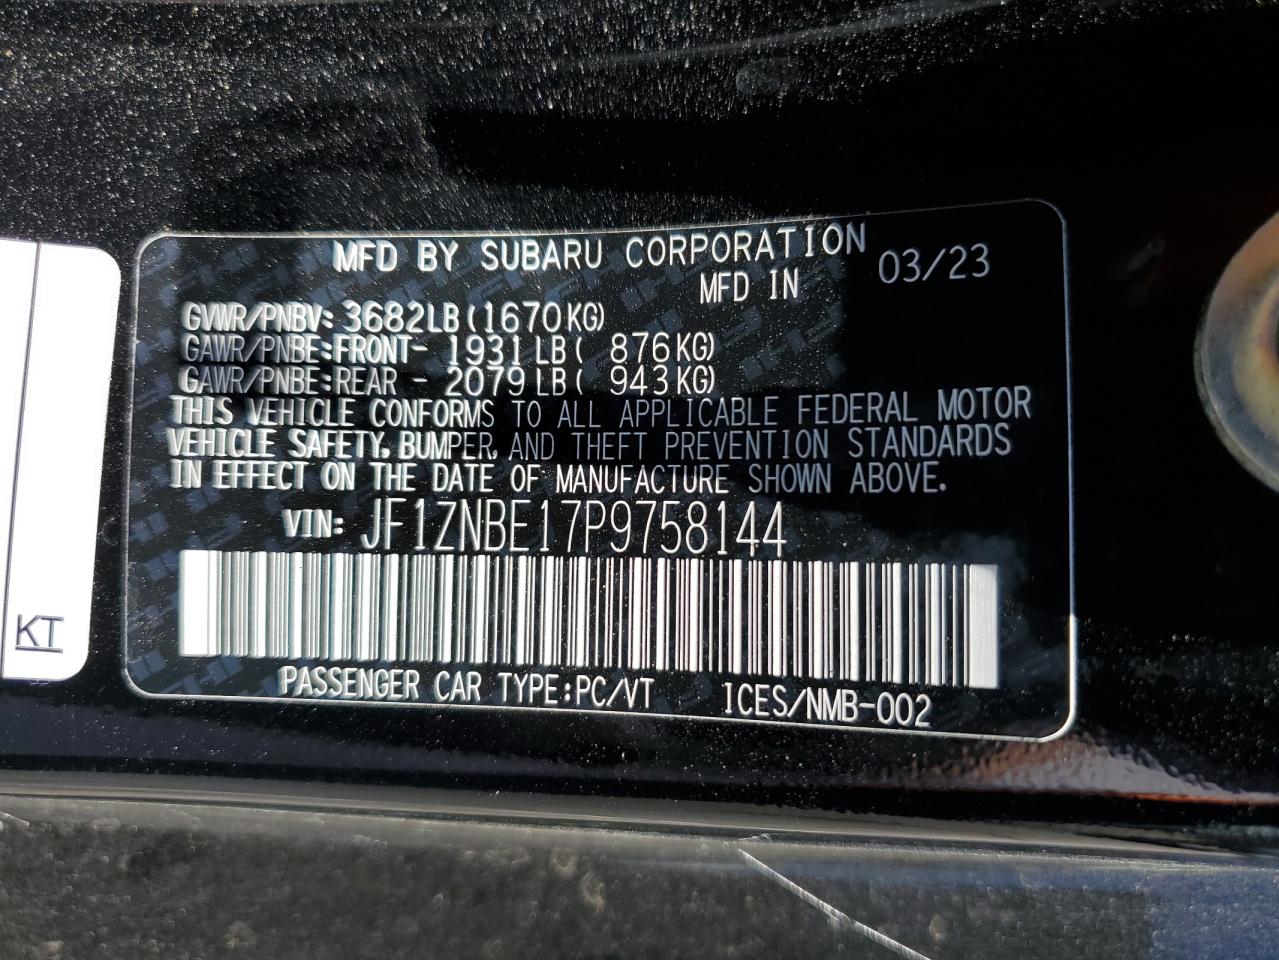 MFD BY SUBARU CORPORATION
MFD IN 03/23
GVWR/PNBV: 3682LB(1670KG)
GAWR/PNBE:FRONT- 1931LB( 876KG)
GAWR/PNBE:REAR - 2079LB( 943KG)
THIS VEHICLE CONFORMS TO ALL APPLICABLE FEDERAL MOTOR
VEHICLE SAFETY, BUMPER, AND THEFT PREVENTION STANDARDS
IN EFFECT ON THE DATE OF MANUFACTURE SHOWN ABOVE.
VIN: JF1ZNBE17P9758144
PASSENGER CAR TYPE:PC/VT ICES/NMB-002
KT